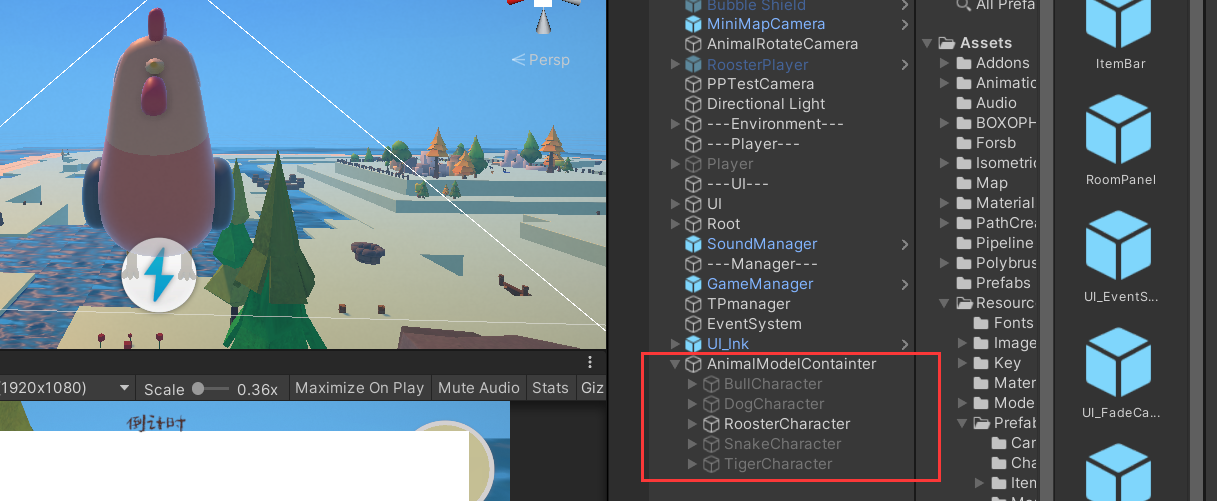 Persp
(1920x1080)
Scale
0.36x
Maximize On Play
Mute Audio
Stats
Giz
倒计时
Bubble Shield
MiniMapCamera
AnimalRotateCamera
RoosterPlayer
PPTestCamera
Directional Light
---Environment---
---Player---
Player
---UI---
UI
Root
SoundManager
---Manager---
GameManager
TPmanager
EventSystem
UI_Ink
AnimalModelContainter
BullCharacter
DogCharacter
RoosterCharacter
SnakeCharacter
TigerCharacter
All Prefa
Assets
Addons
Animatic
Audio
BOXOPH
Forsb
Isometric
Map
Material
PathCrea
Pipeline
Polybrus
Prefabs
Resourc
Fonts
Image
Key
Mater
Mode
Prefab
Car
Cha
Item
ItemBar
RoomPanel
UI_EventS...
UI_FadeCa...